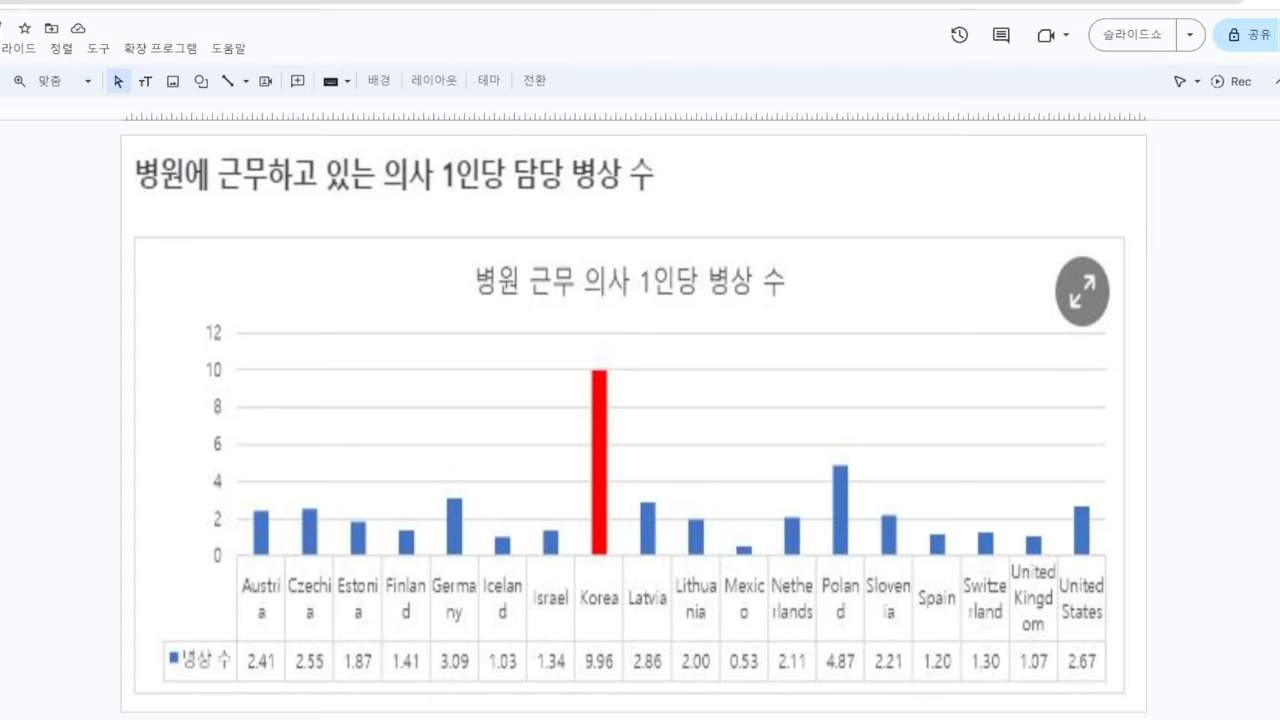 슬라이드쇼
공유
라이드 정렬 도구 확장 프로그램 도움말
맞춤 배경 레이아웃 테마 전환 Rec
병원에 근무하고 있는 의사 1인당 담당 병상 수
병원 근무 의사 1인당 병상 수
12
10
8
6
4
2
0
Austria Czechia Estonia Finland Germany Iceland Israel Korea Latvia Lithuania Mexico Netherlands Poland Slovenia Spain Switzerland United Kingdom United States
병상 수 2.41 2.55 1.87 1.41 3.09 1.03 1.34 9.96 2.86 2.00 0.53 2.11 4.87 2.21 1.20 1.30 1.07 2.67